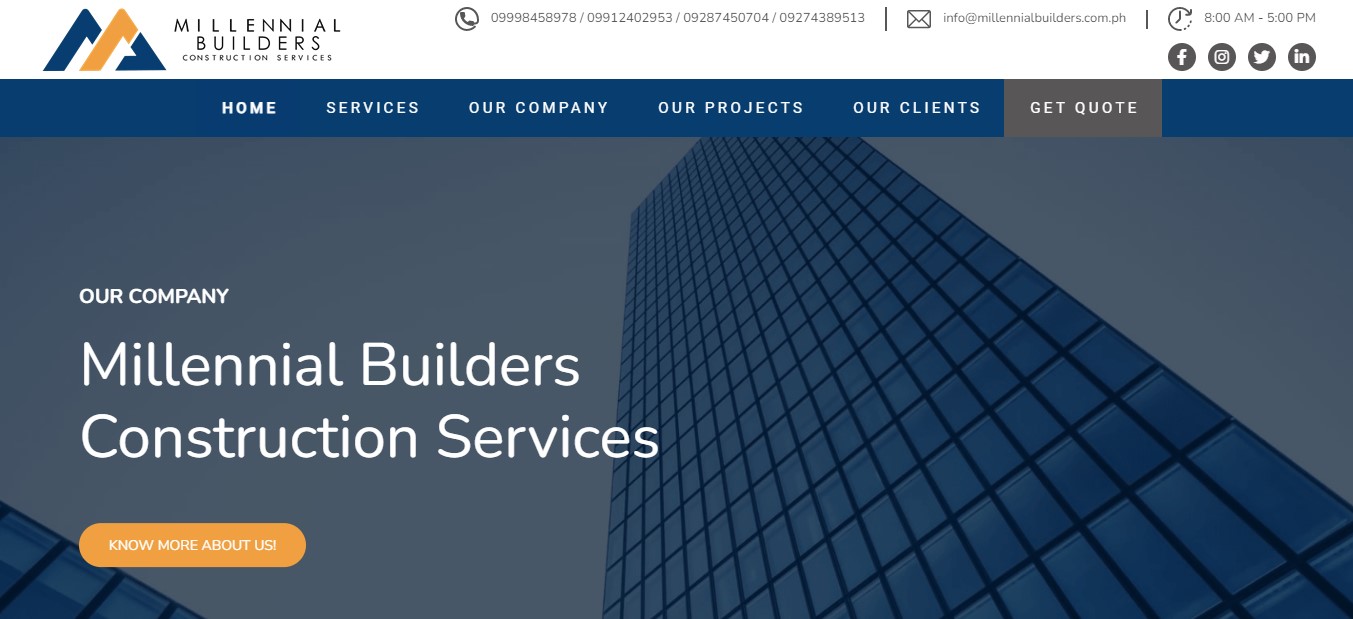 MILLENNIAL
BUILDERS
CONSTRUCTION SERVICES
09998458978 / 09912402953 / 09287450704 / 09274389513
info@millennialbuilders.com.ph
8:00 AM - 5:00 PM
HOME
SERVICES
OUR COMPANY
OUR PROJECTS
OUR CLIENTS
GET QUOTE
OUR COMPANY
Millennial Builders
Construction Services
KNOW MORE ABOUT US!